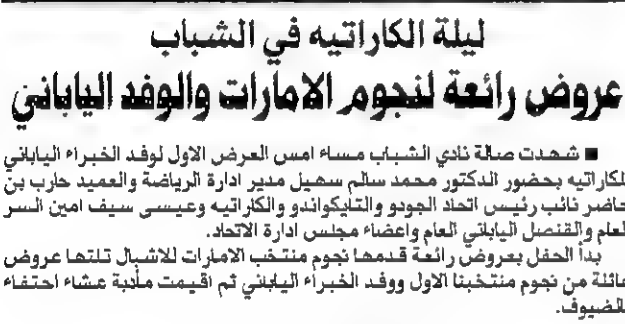 ليلة الكاراتيه في الشباب
عروض رائعة لنجوم الامارات والوفد الياباني
■ شهدت صالة نادي الشباب مساء امس العرض الاول لوفد الخبراء الياباني
للكاراتيه بحضور الدكتور محمد سالم سهيل مدير ادارة الرياضة والعميد حارب بن
حاضر نائب رئيس اتحاد الجودو والتايكواندو والكاراتيه وعيسى سيف امين السر
العام والقنصل الياباني العام واعضاء مجلس ادارة الاتحاد.
بدأ الحفل بعروض رائعة قدمها نجوم منتخب الامارات للاشبال تلتها عروض
من نجوم منتخبنا الاول ووفد الخبراء الياباني ثم اقيمت مأدبة عشاء احتفاء
للضيوف.